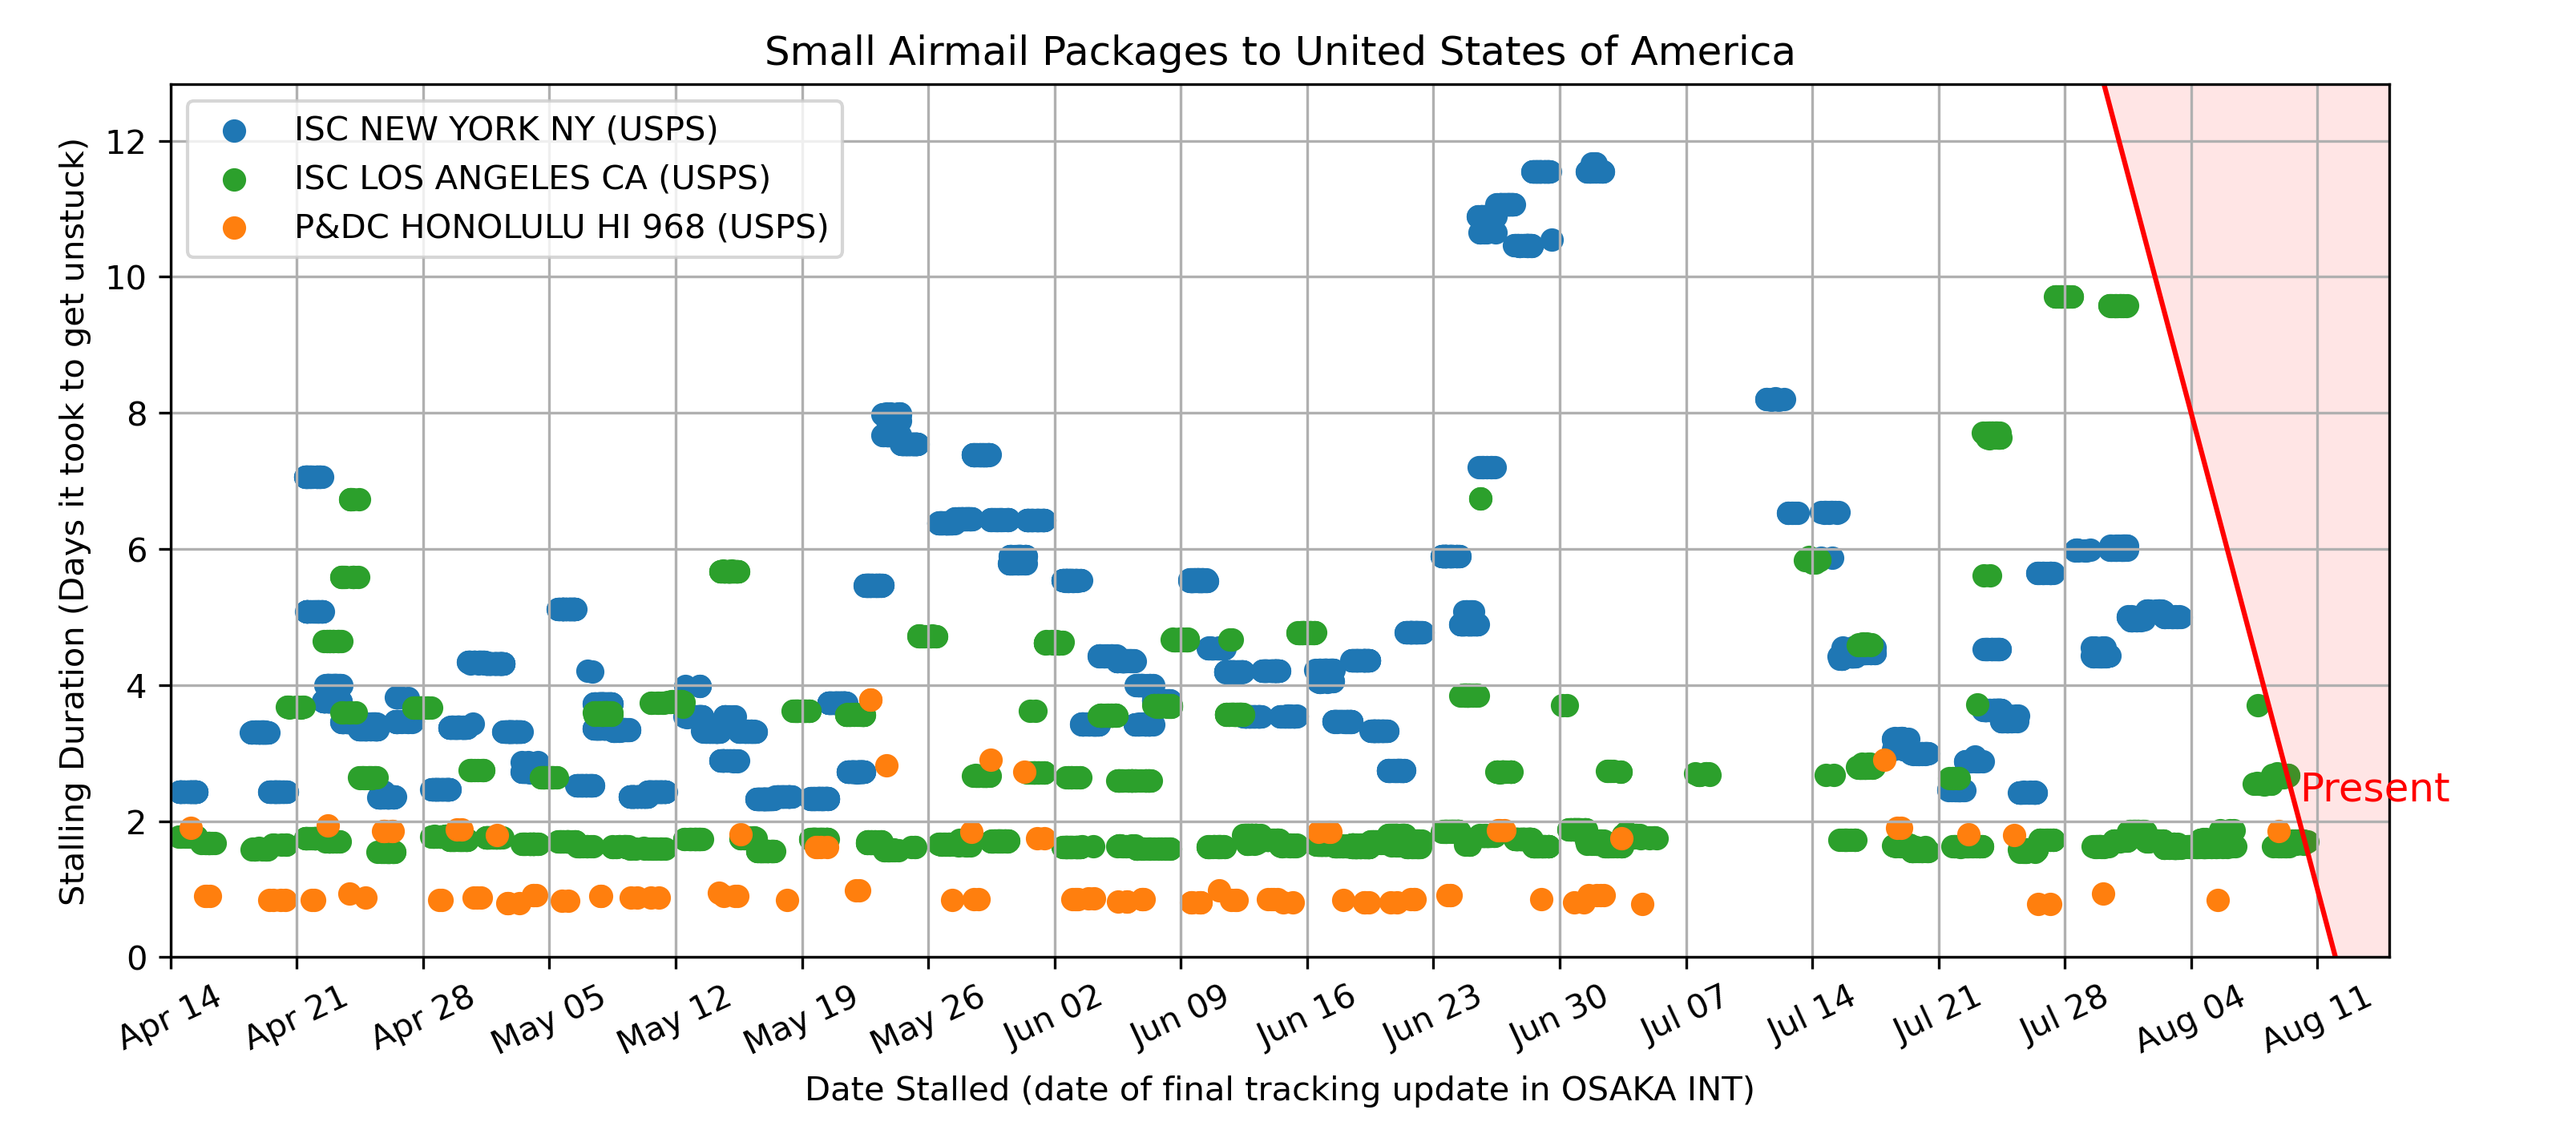 Small Airmail Packages to United States of America
Stalling Duration (Days it took to get unstuck)
12
10
8
6
4
2
0
ISC NEW YORK NY (USPS)
ISC LOS ANGELES CA (USPS)
P&DC HONOLULU HI 968 (USPS)
Present
Apr 14
Apr 21
Apr 28
May 05
May 12
May 19
May 26
Jun 02
Jun 09
Jun 16
Jun 23
Jun 30
Jul 07
Jul 14
Jul 21
Jul 28
Aug 04
Aug 11
Date Stalled (date of final tracking update in OSAKA INT)